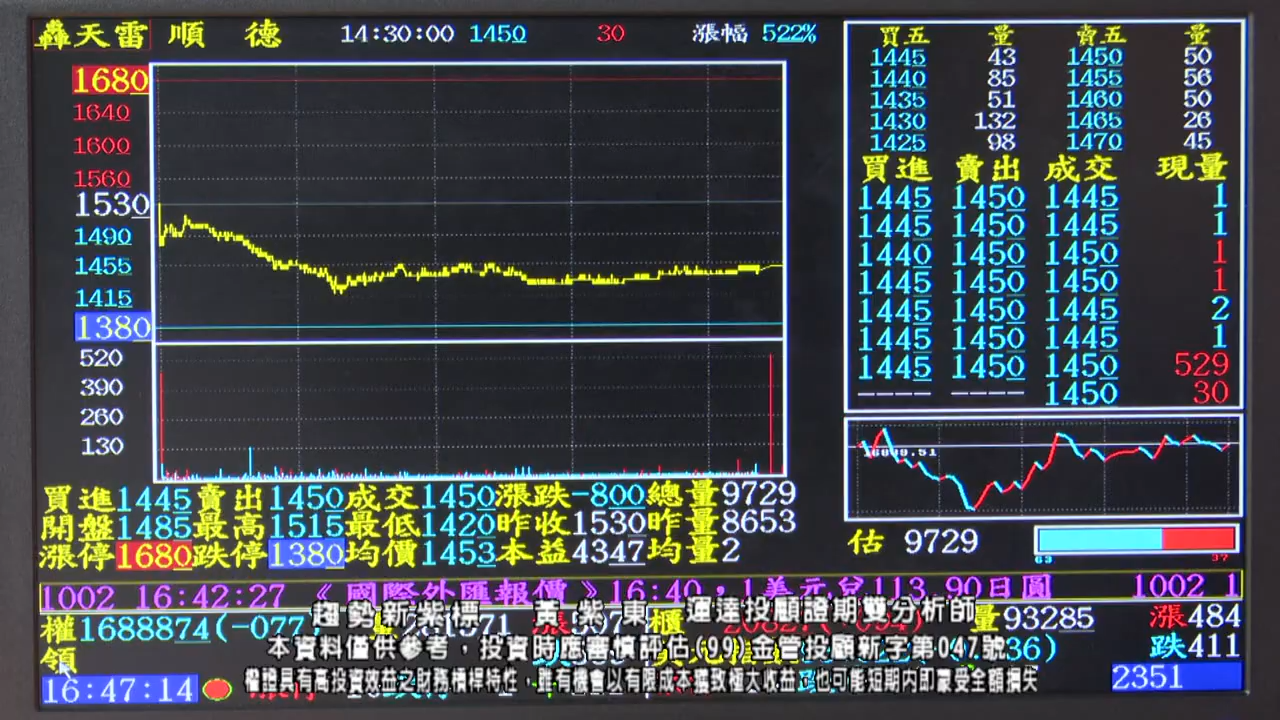 轟天雷 順德 14:30:00 1450 30 漲幅 522%
1680
1640
1600
1560
1530
1490
1455
1415
1380
520
390
260
130
買五 量 賣五 量
1445 43 1450 50
1440 85 1455 56
1435 51 1460 50
1430 132 1465 26
1425 98 1470 45
買進 賣出 成交 現量
1445 1450 1445 1
1445 1450 1445 1
1440 1450 1450 1
1445 1450 1450 1
1445 1450 1445 2
1445 1450 1445 1
1445 1450 1450 529
---- ---- 1450 30
估 9729
63 37
買進1445賣出1450成交1450漲跌-800總量9729
開盤1485最高1515最低1420昨收1530昨量8653
漲停1680跌停1380均價1453本益4347均量2
1002 16:42:27 《國際外匯報價》16:40，1美元兌113.90日圓 1002 1
權1688874(-077 櫃 量93285 漲484
趨勢新紫標 黃紫東 運達投顧證期雙分析師
領 跌411
本資料僅供參考，投資時應審慎評估(99)金管投顧新字第047號
16:47:14 2351
權證具有高投資效益之財務槓桿特性，雖有機會以有限成本獲致極大收益，也可能短期內即蒙受全額損失